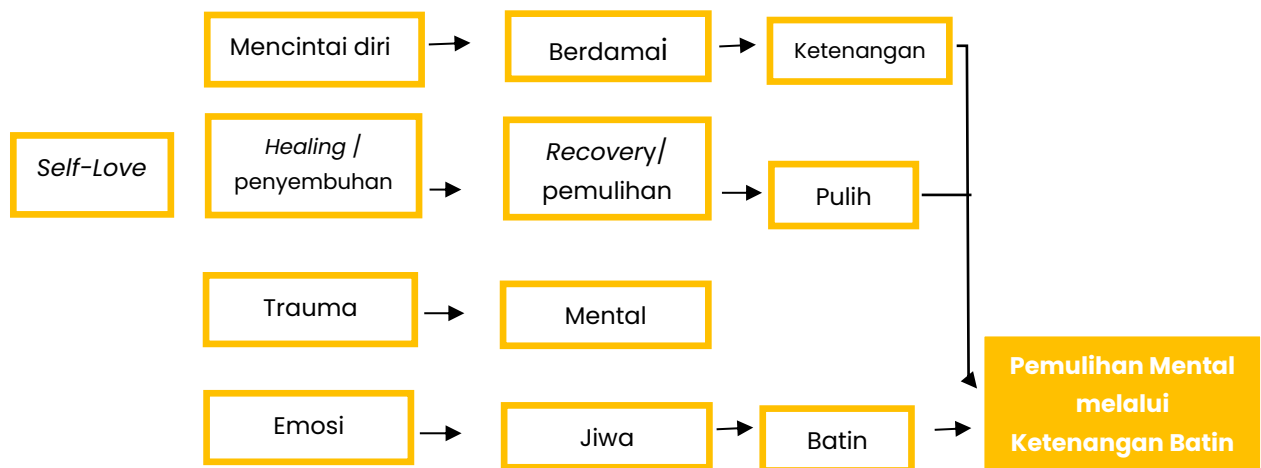 Mencintai diri
Berdamai
Ketenangan
Self-Love
Healing /
penyembuhan
Recovery/
pemulihan
Pulih
Trauma
Mental
Emosi
Jiwa
Batin
Pemulihan Mental
melalui
Ketenangan Batin